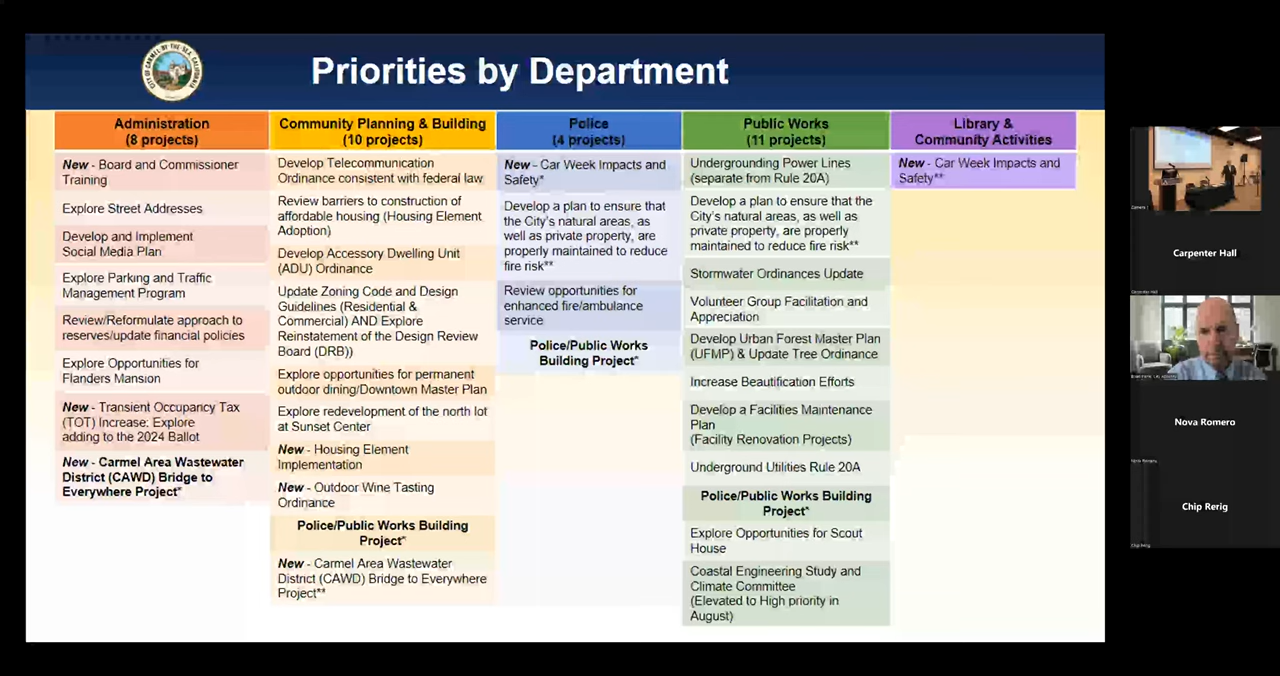 CITY OF CARMEL-BY-THE-SEA, CALIFORNIA
Priorities by Department
Administration
(8 projects)
New - Board and Commissioner
Training
Explore Street Addresses
Develop and Implement
Social Media Plan
Explore Parking and Traffic
Management Program
Review/Reformulate approach to
reserves/update financial policies
Explore Opportunities for
Flanders Mansion
New - Transient Occupancy Tax
(TOT) Increase: Explore
adding to the 2024 Ballot
New - Carmel Area Wastewater
District (CAWD) Bridge to
Everywhere Project*
Community Planning & Building
(10 projects)
Develop Telecommunication
Ordinance consistent with federal law
Review barriers to construction of
affordable housing (Housing Element
Adoption)
Develop Accessory Dwelling Unit
(ADU) Ordinance
Update Zoning Code and Design
Guidelines (Residential &
Commercial) AND Explore
Reinstatement of the Design Review
Board (DRB))
Explore opportunities for permanent
outdoor dining/Downtown Master Plan
Explore redevelopment of the north lot
at Sunset Center
New - Housing Element
Implementation
New - Outdoor Wine Tasting
Ordinance
Police/Public Works Building
Project*
New - Carmel Area Wastewater
District (CAWD) Bridge to Everywhere
Project**
Police
(4 projects)
New - Car Week Impacts and
Safety*
Develop a plan to ensure that
the City's natural areas, as
well as private property, are
properly maintained to reduce
fire risk**
Review opportunities for
enhanced fire/ambulance
service
Police/Public Works
Building Project*
Public Works
(11 projects)
Undergrounding Power Lines
(separate from Rule 20A)
Develop a plan to ensure that the
City's natural areas, as well as
private property, are properly
maintained to reduce fire risk**
Stormwater Ordinances Update
Volunteer Group Facilitation and
Appreciation
Develop Urban Forest Master Plan
(UFMP) & Update Tree Ordinance
Increase Beautification Efforts
Develop a Facilities Maintenance
Plan
(Facility Renovation Projects)
Underground Utilities Rule 20A
Police/Public Works Building
Project*
Explore Opportunities for Scout
House
Coastal Engineering Study and
Climate Committee
(Elevated to High priority in
August)
Library &
Community Activities
New - Car Week Impacts and
Safety**
Carpenter Hall
Carpenter Hall
Nova Romero
Nova Romero
Chip Rerig
Chip Rerig